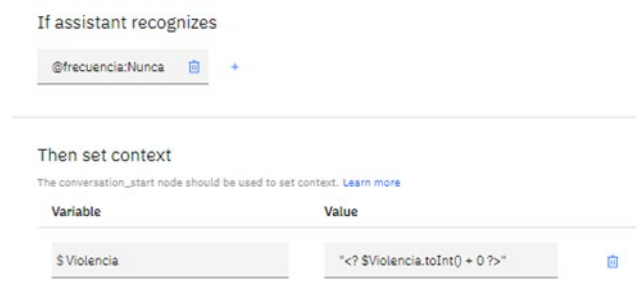 If assistant recognizes
@frecuencia:Nunca +
Then set context
The conversation_start node should be used to set context. Learn more
Variable Value
$ Violencia "<? $Violencia.toInt() + 0 ?>"